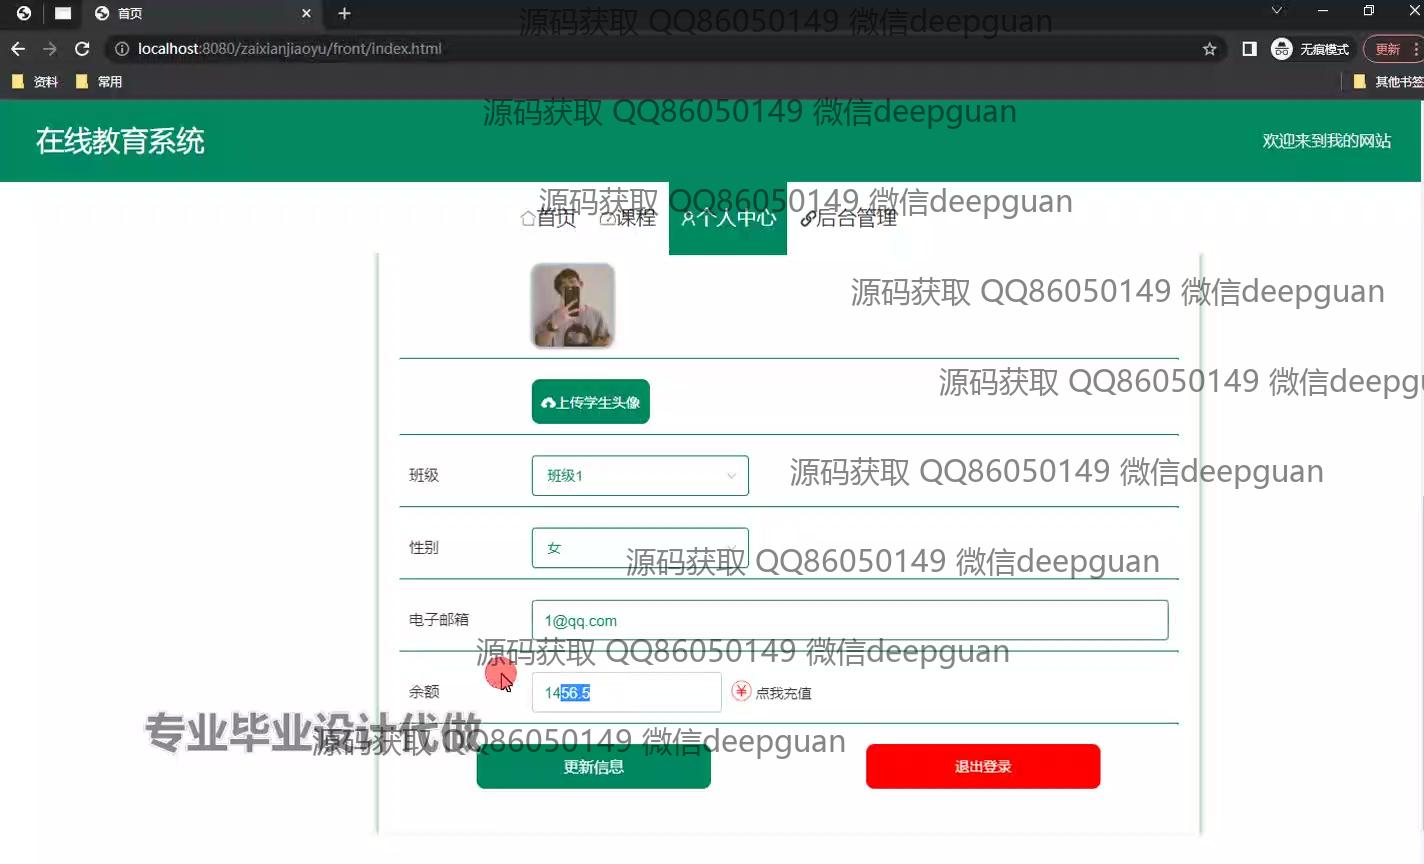 首页
localhost:8080/zaixianjiaoyu/front/index.html
无痕模式
更新
资料
常用
其他书签
源码获取 QQ86050149 微信deepguan
源码获取 QQ86050149 微信deepguan
在线教育系统
欢迎来到我的网站
源码获取 QQ86050149 微信deepguan
首页
课程
个人中心
后台管理
源码获取 QQ86050149 微信deepguan
源码获取 QQ86050149 微信deepgu
上传学生头像
班级
班级1
源码获取 QQ86050149 微信deepguan
性别
女
源码获取 QQ86050149 微信deepguan
电子邮箱
1@qq.com
源码获取 QQ86050149 微信deepguan
余额
1456.5
点我充值
专业毕业设计代做
源码获取 QQ86050149 微信deepguan
更新信息
退出登录